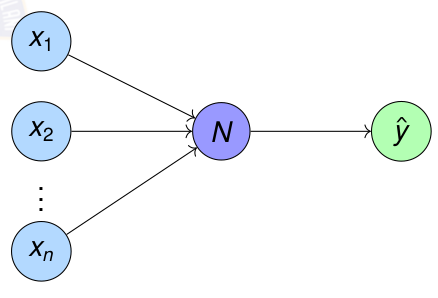 x₁
x₂
N
ŷ
⋮
xₙ